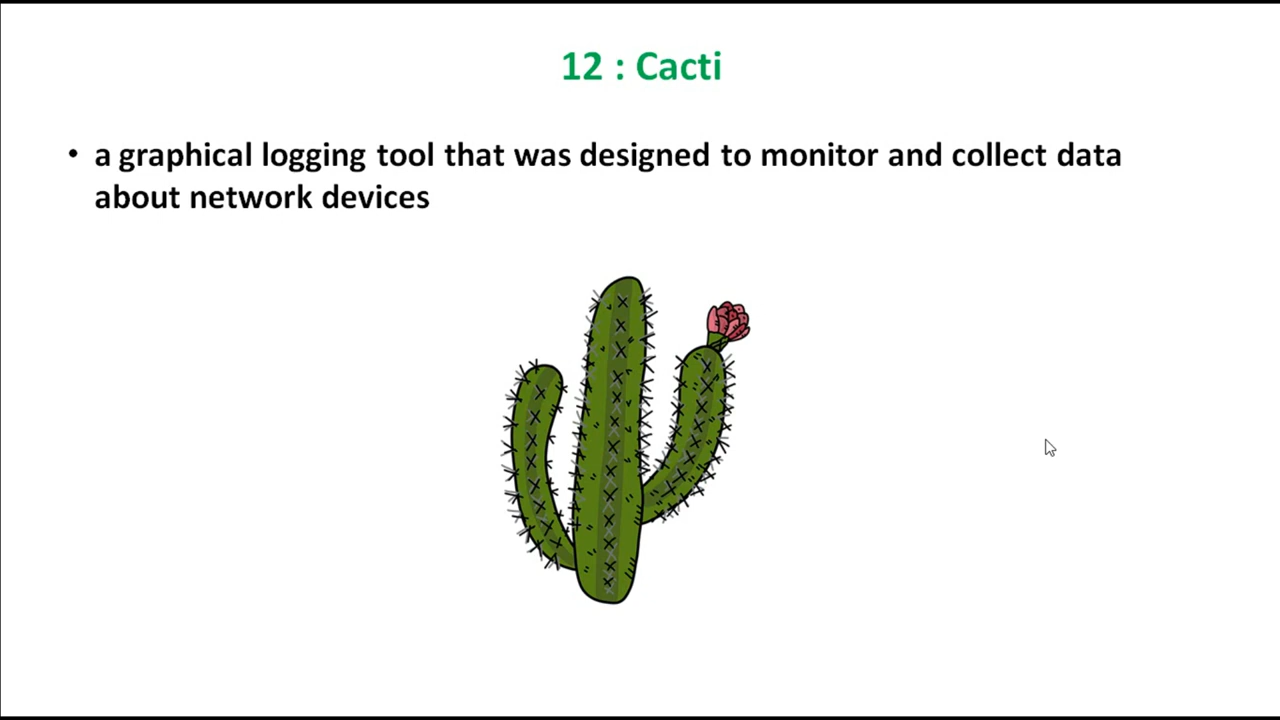 12 : Cacti
• a graphical logging tool that was designed to monitor and collect data
about network devices